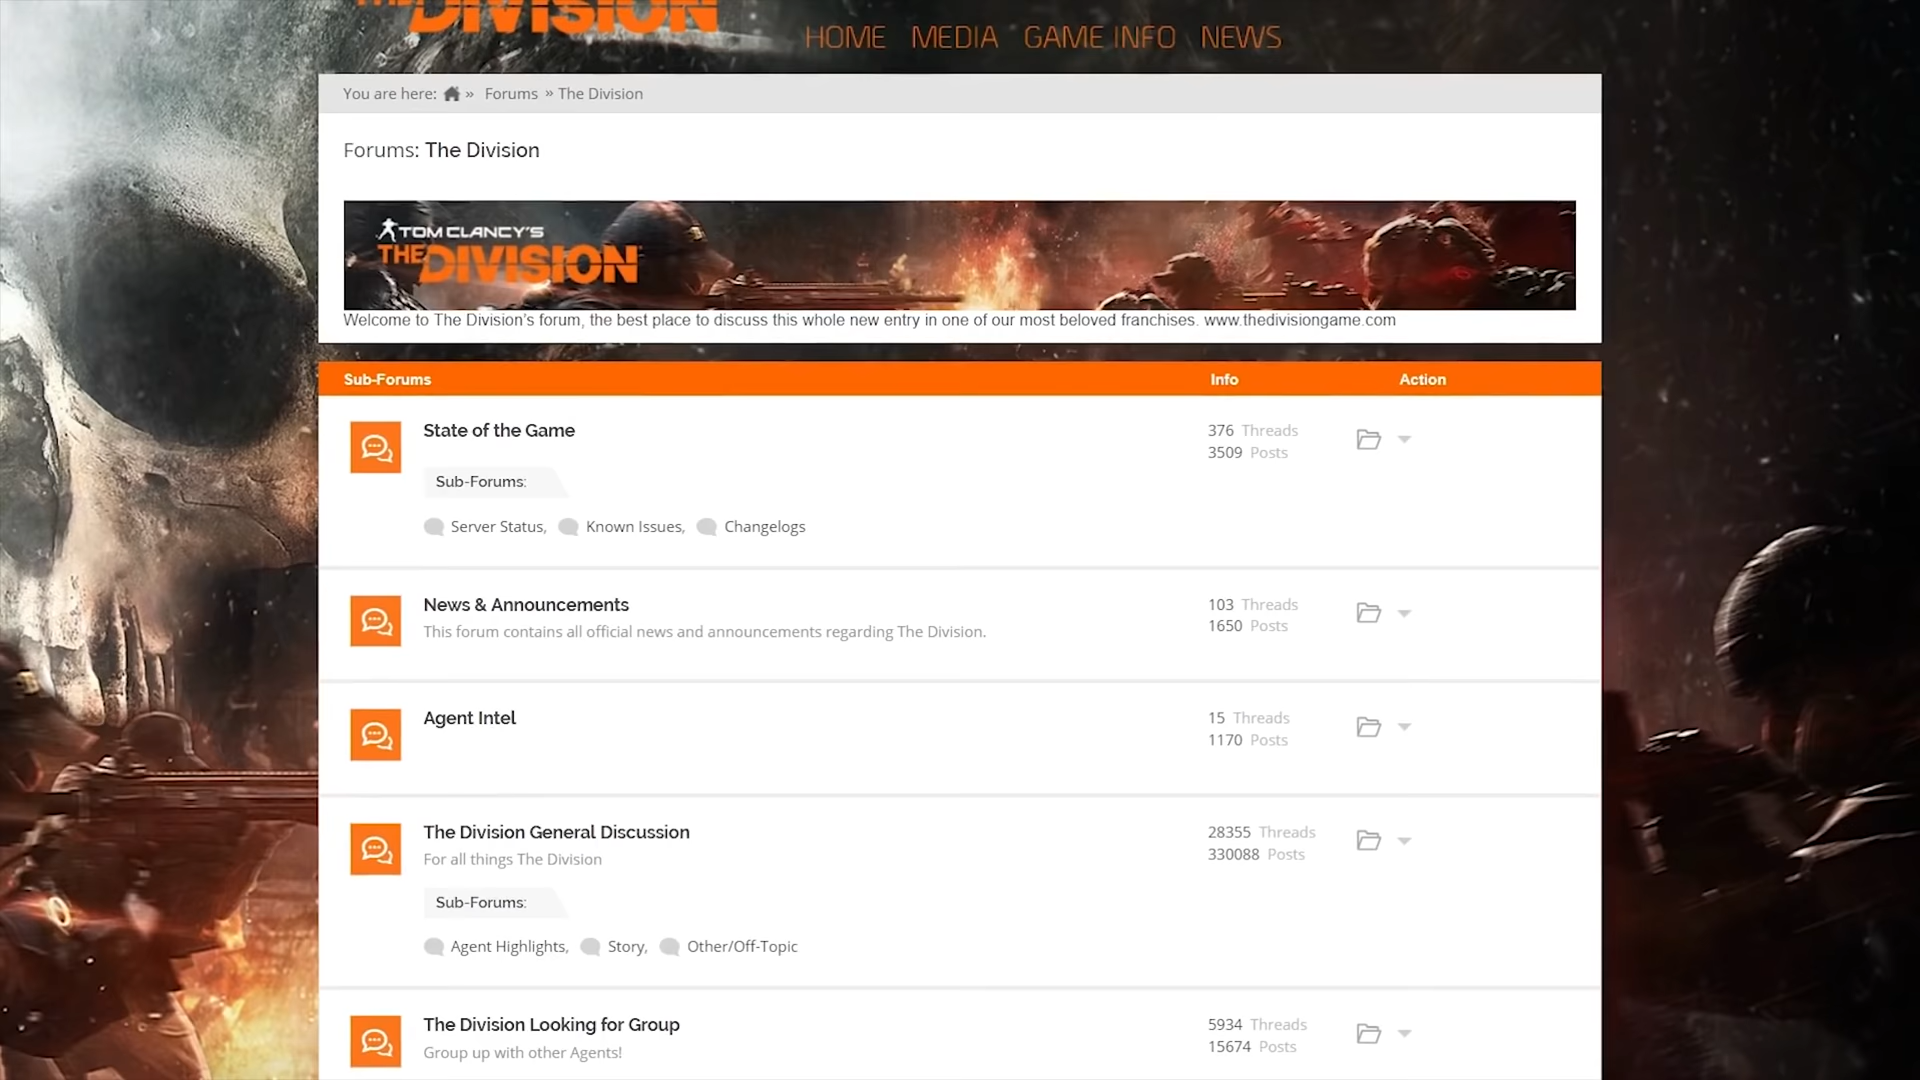 THE DIVISION
HOME MEDIA GAME INFO NEWS
You are here: » Forums » The Division
Forums: The Division
TOM CLANCY'S
THE DIVISION
Welcome to The Division's forum, the best place to discuss this whole new entry in one of our most beloved franchises. www.thedivisiongame.com
Sub-Forums Info Action
State of the Game 376 Threads
3509 Posts
Sub-Forums:
Server Status, Known Issues, Changelogs
News & Announcements 103 Threads
This forum contains all official news and announcements regarding The Division. 1650 Posts
Agent Intel 15 Threads
1170 Posts
The Division General Discussion 28355 Threads
For all things The Division 330088 Posts
Sub-Forums:
Agent Highlights, Story, Other/Off-Topic
The Division Looking for Group 5934 Threads
Group up with other Agents! 15674 Posts